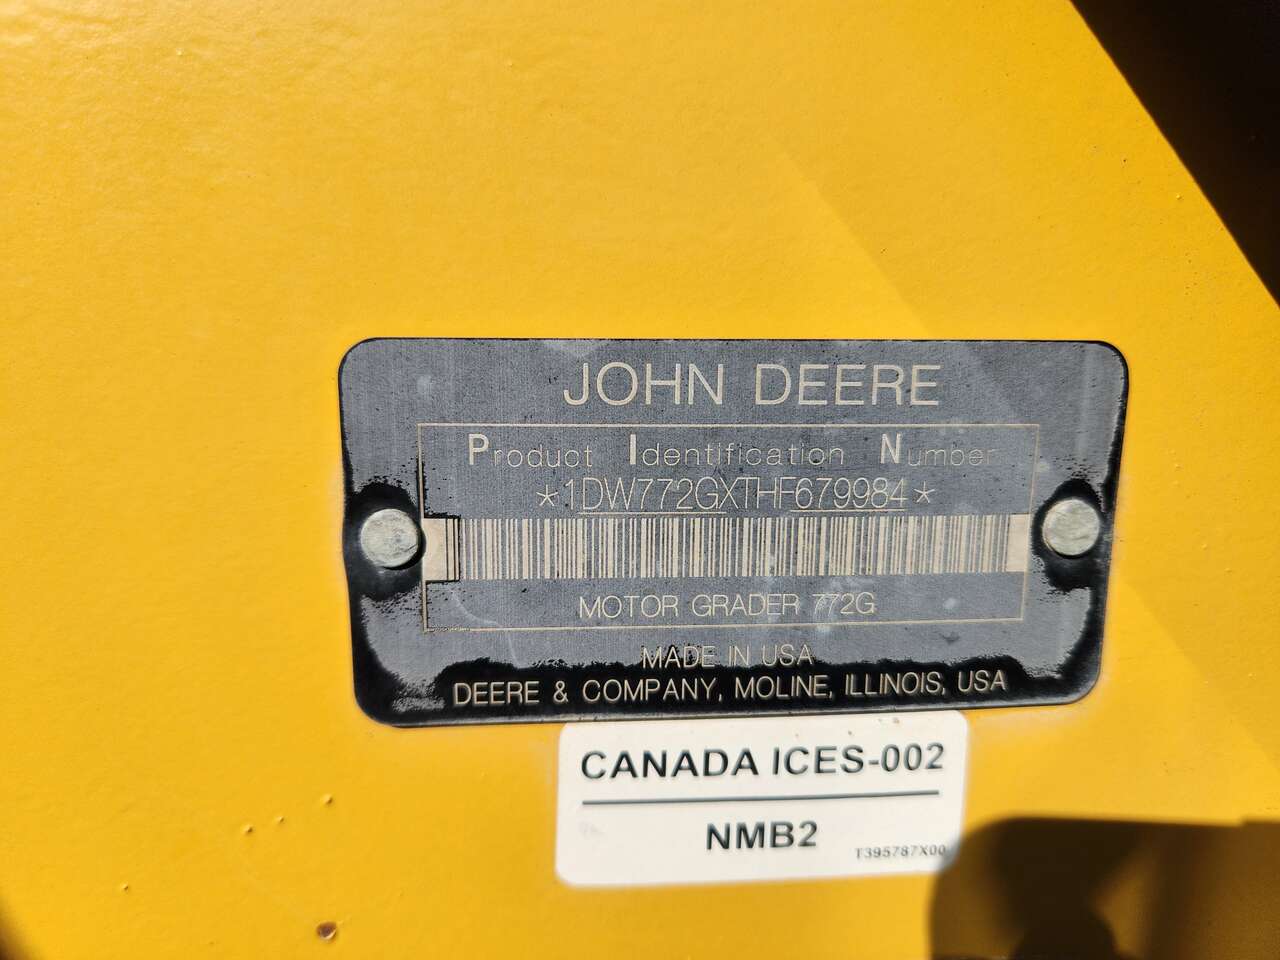 JOHN DEERE
Product Identification Number
*1DW772GXTHF679984*
MOTOR GRADER 772G
MADE IN USA
DEERE & COMPANY, MOLINE, ILLINOIS, USA
CANADA ICES-002
NMB2
T395787X00